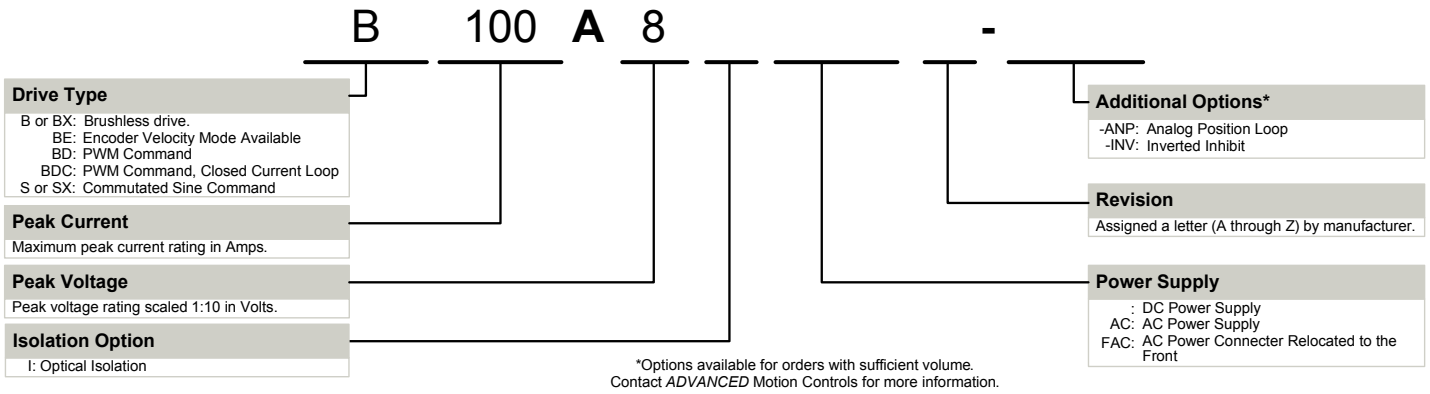 B 100 A 8 -
Drive Type
B or BX: Brushless drive.
BE: Encoder Velocity Mode Available
BD: PWM Command
BDC: PWM Command, Closed Current Loop
S or SX: Commutated Sine Command
Peak Current
Maximum peak current rating in Amps.
Peak Voltage
Peak voltage rating scaled 1:10 in Volts.
Isolation Option
I: Optical Isolation
Additional Options*
-ANP: Analog Position Loop
-INV: Inverted Inhibit
Revision
Assigned a letter (A through Z) by manufacturer.
Power Supply
: DC Power Supply
AC: AC Power Supply
FAC: AC Power Connecter Relocated to the
Front
*Options available for orders with sufficient volume.
Contact ADVANCED Motion Controls for more information.